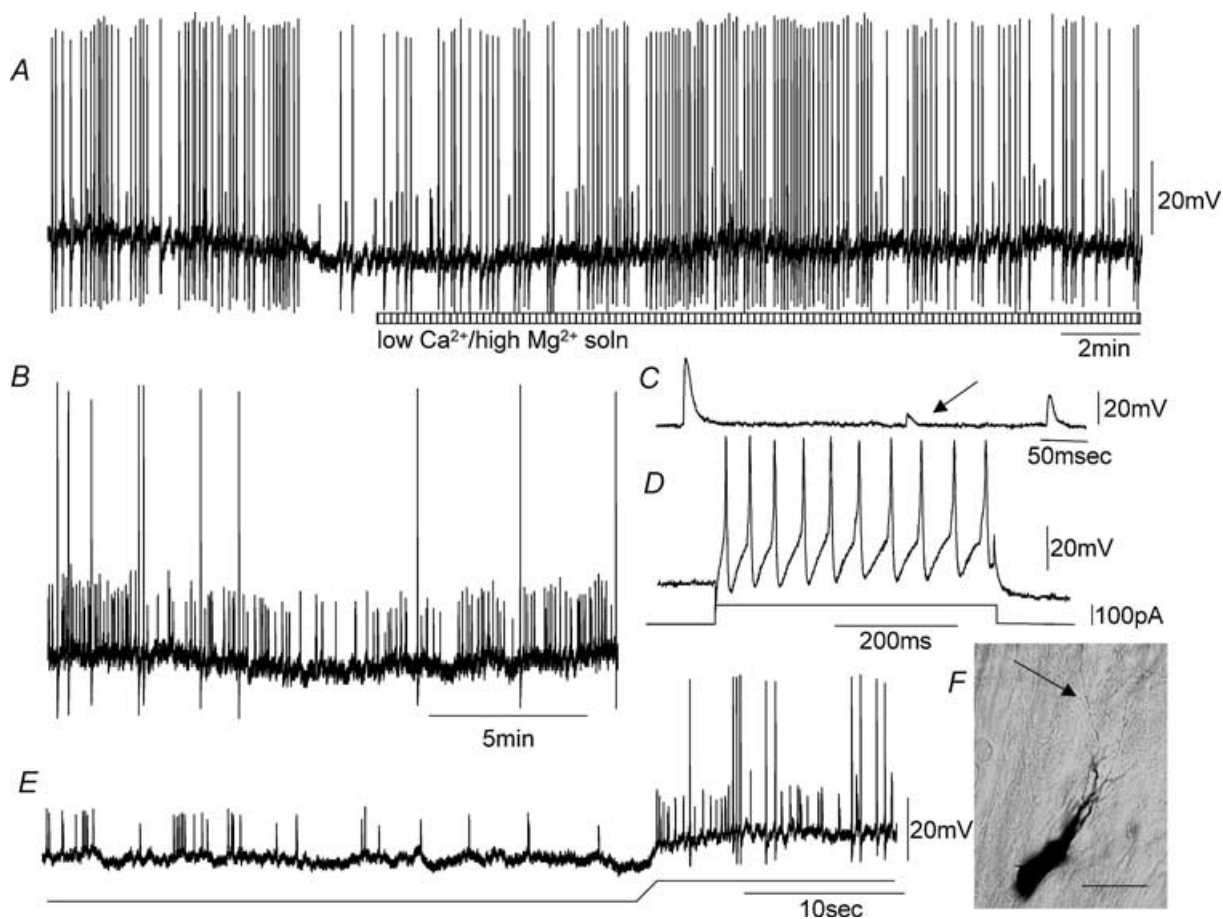 A
20mV
low Ca²⁺/high Mg²⁺ soln
2min
B
5min
C
20mV
50msec
D
20mV
100pA
200ms
E
20mV
10sec
F